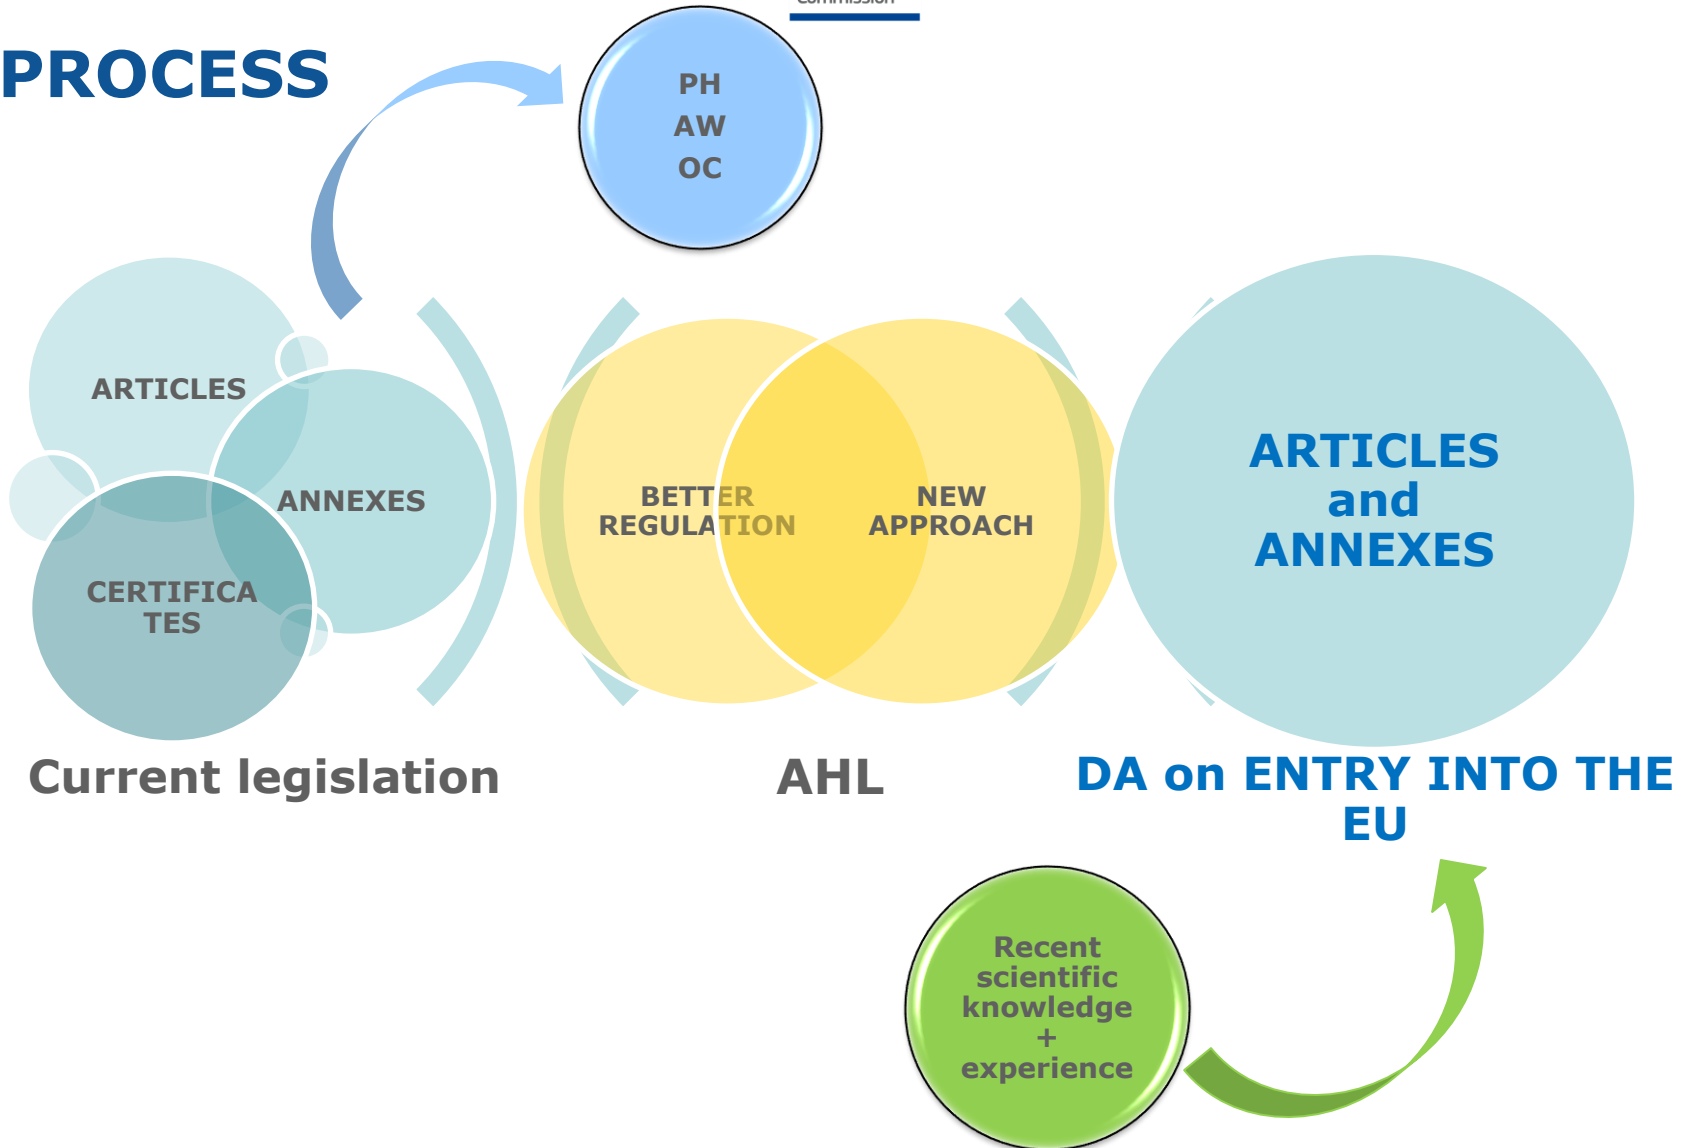 Commission
PROCESS
PH
AW
OC
ARTICLES
ANNEXES
CERTIFICA
TES
BETTER
REGULATION
NEW
APPROACH
ARTICLES
and
ANNEXES
Current legislation
AHL
DA on ENTRY INTO THE
EU
Recent
scientific
knowledge
+
experience